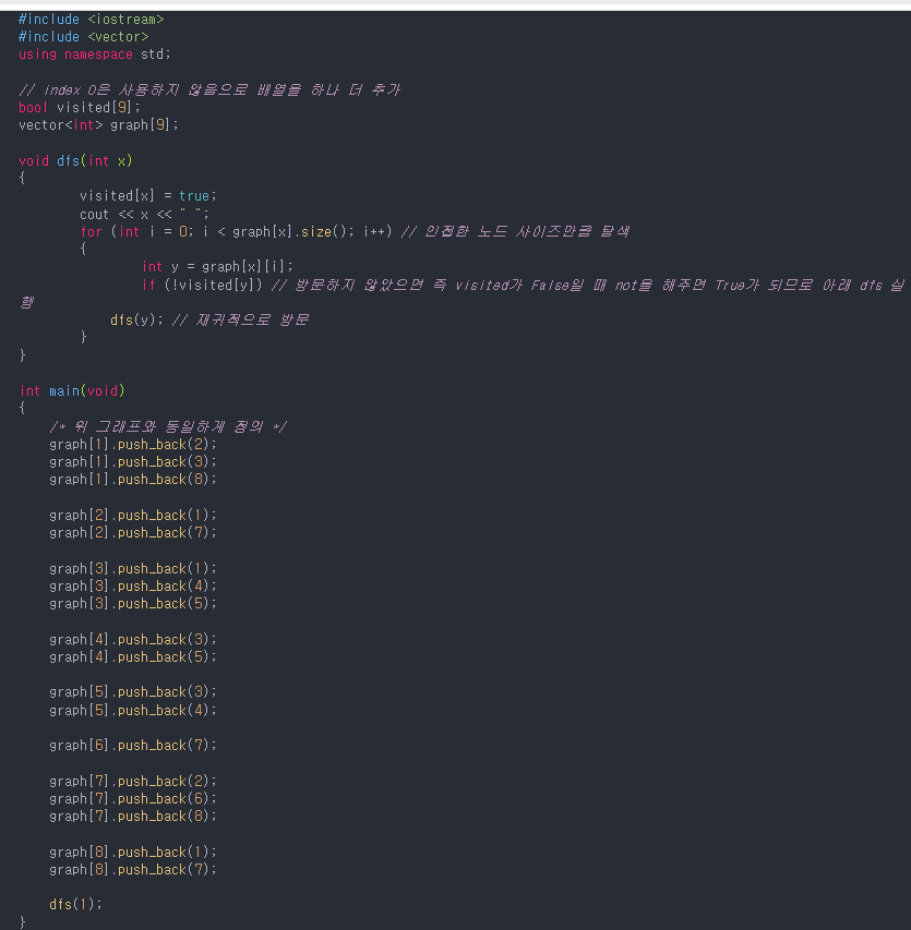 #include <iostream>
#include <vector>
using namespace std;
// index 0은 사용하지 않음으로 배열을 하나 더 추가
bool visited[9];
vector<int> graph[9];
void dfs(int x)
{
visited[x] = true;
cout << x << " ";
for (int i = 0; i < graph[x].size(); i++) // 인접한 노드 사이즈만큼 탐색
{
int y = graph[x][i];
if (!visited[y]) // 방문하지 않았으면 즉 visited가 False일 때 not을 해주면 True가 되므로 아래 dfs 실
행
dfs(y); // 재귀적으로 방문
}
}
int main(void)
{
/* 위 그래프와 동일하게 정의 */
graph[1].push_back(2);
graph[1].push_back(3);
graph[1].push_back(8);
graph[2].push_back(1);
graph[2].push_back(7);
graph[3].push_back(1);
graph[3].push_back(4);
graph[3].push_back(5);
graph[4].push_back(3);
graph[4].push_back(5);
graph[5].push_back(3);
graph[5].push_back(4);
graph[6].push_back(7);
graph[7].push_back(2);
graph[7].push_back(6);
graph[7].push_back(8);
graph[8].push_back(1);
graph[8].push_back(7);
dfs(1);
}